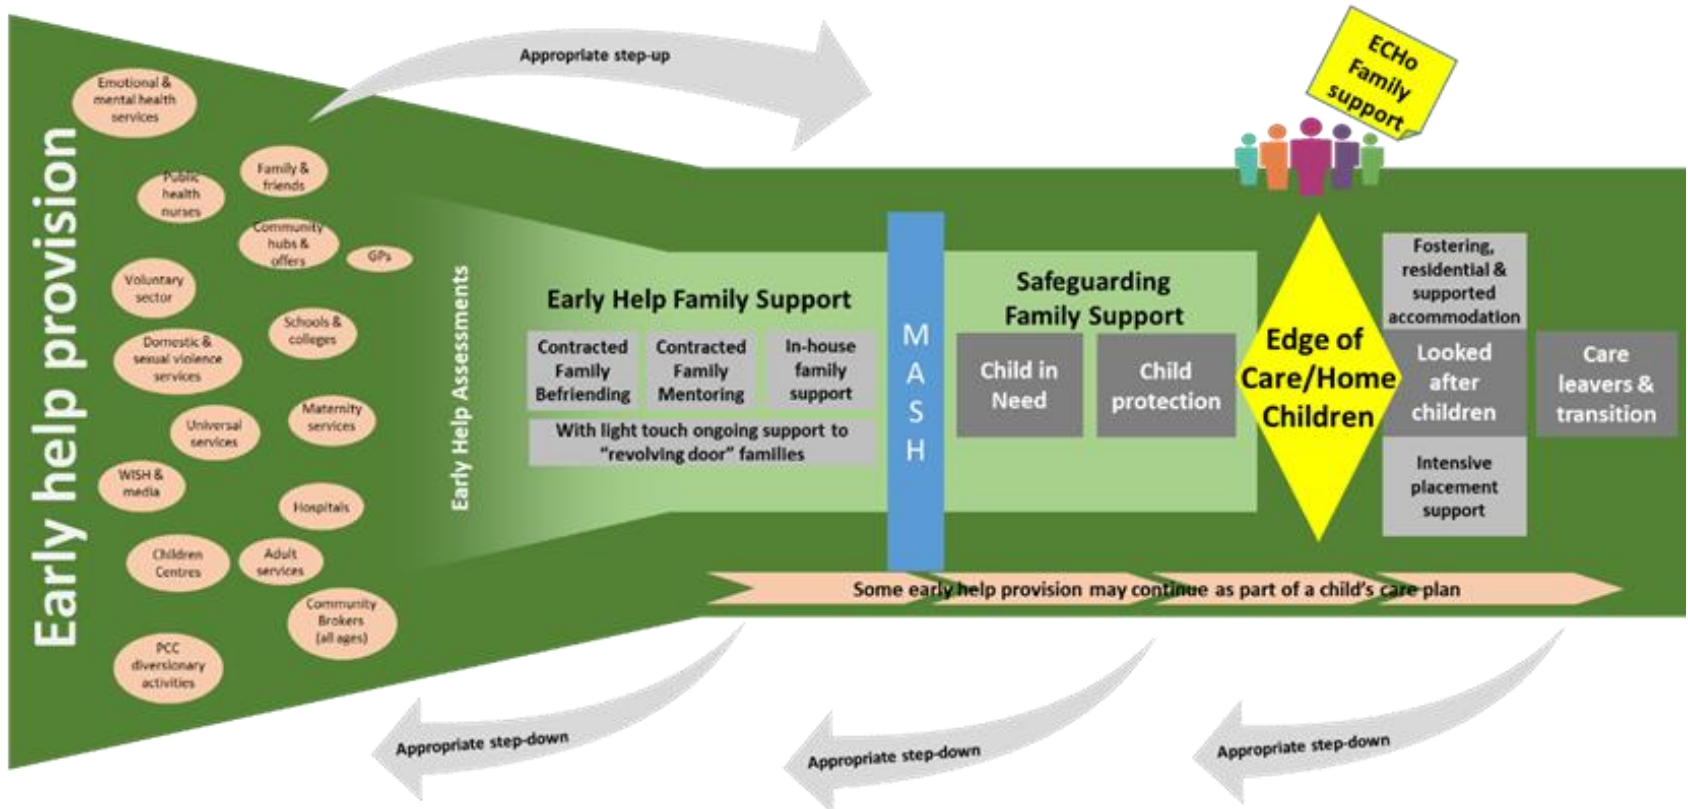 Early help provision
Emotional &
mental health
services
Public
health
nurses
Family &
friends
Community
hubs &
offers
GPs
Voluntary
sector
Schools &
colleges
Domestic &
sexual violence
services
Maternity
services
Universal
services
WISH &
media
Hospitals
Children
Centres
Adult
services
Community
Brokers
(all ages)
PCC
diversionary
activities
Appropriate step-up
Early Help Assessments
Early Help Family Support
Contracted
Family
Befriending
Contracted
Family
Mentoring
In-house
family
support
With light touch ongoing support to
“revolving door” families
M
A
S
H
Safeguarding
Family Support
Child in
Need
Child
protection
ECHo
Family
support
Edge of
Care/Home
Children
Fostering,
residential &
supported
accommodation
Looked
after
children
Intensive
placement
support
Care
leavers &
transition
Some early help provision may continue as part of a child’s care plan
Appropriate step-down
Appropriate step-down
Appropriate step-down